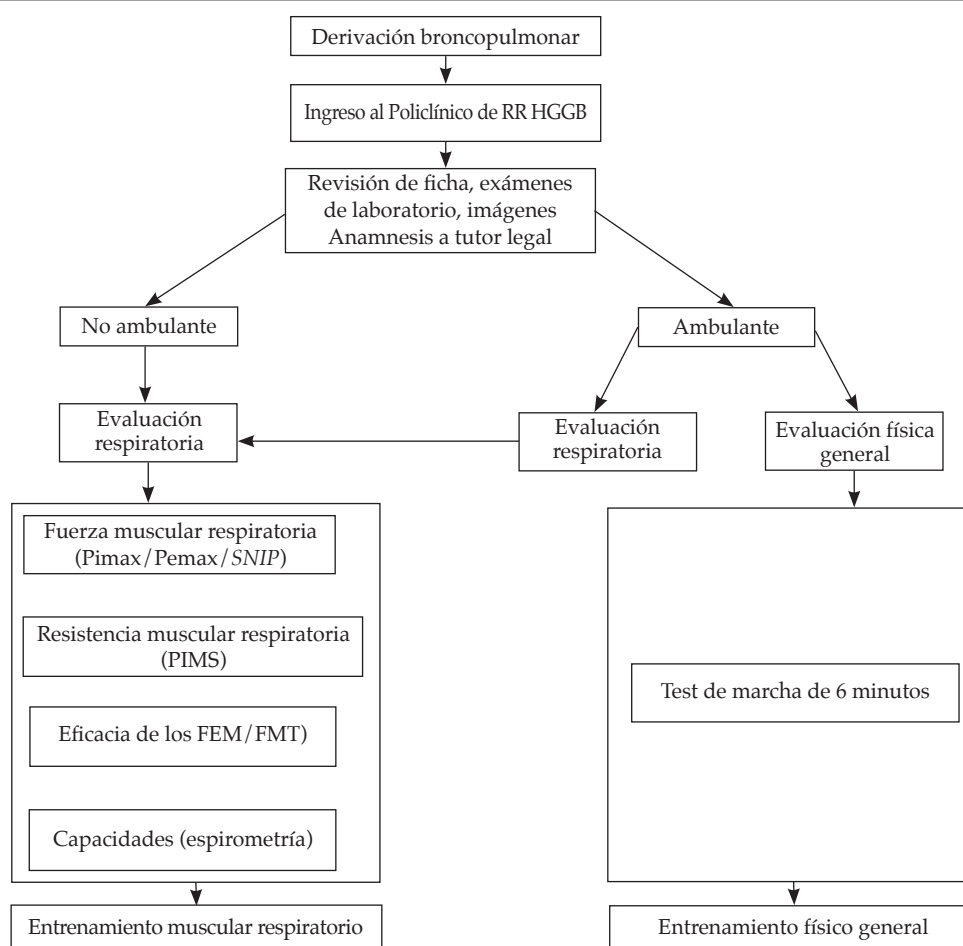 Derivación broncopulmonar
Ingreso al Policlínico de RR HGGB
Revisión de ficha, exámenes
de laboratorio, imágenes
Anamnesis a tutor legal
No ambulante
Ambulante
Evaluación
respiratoria
Evaluación
respiratoria
Evaluación física
general
Fuerza muscular respiratoria
(Pimax/Pemax/SNIP)
Resistencia muscular respiratoria
(PIMS)
Eficacia de los FEM/FMT)
Capacidades (espirometría)
Test de marcha de 6 minutos
Entrenamiento muscular respiratorio
Entrenamiento físico general